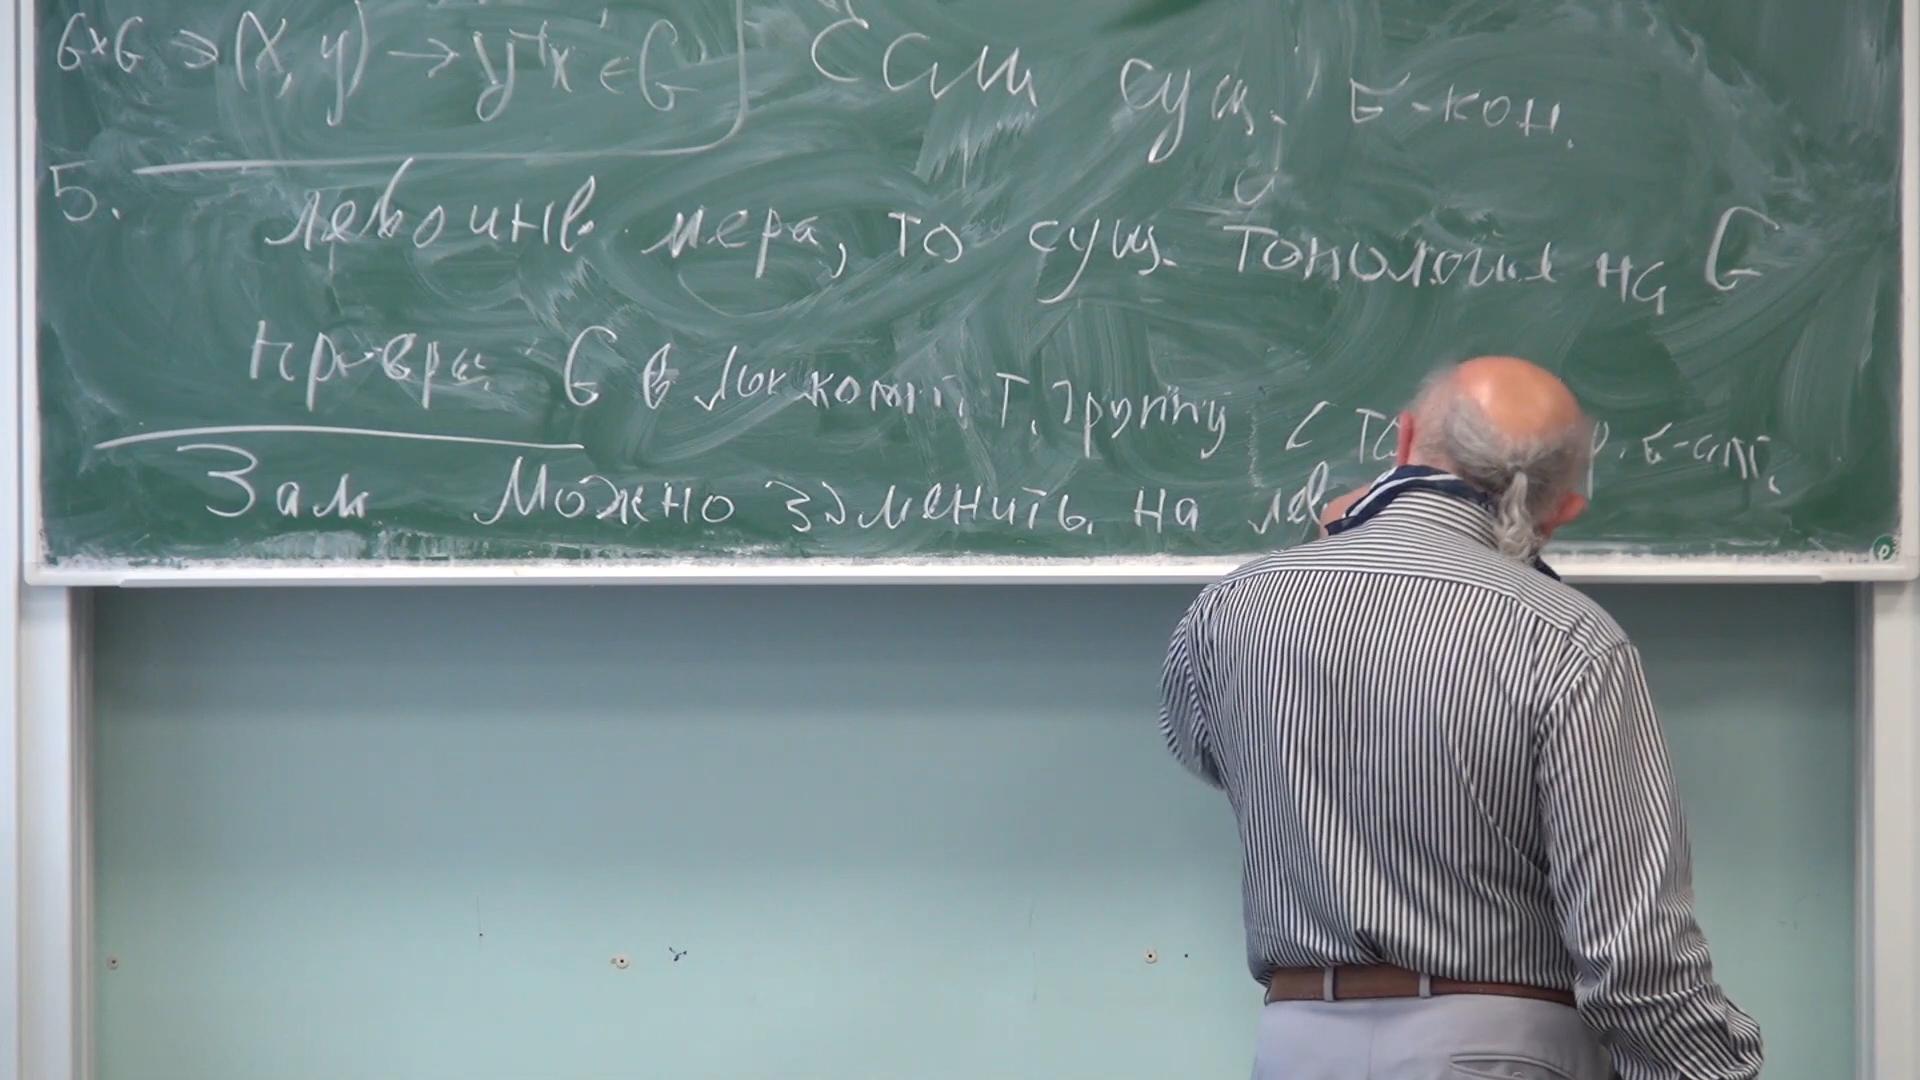 G×G ∋ (x, y) → y⁻¹x ∈ G Если сущ. б-кон.
5. левоинв. мера, то сущ. топология на G
превращ. G в лок комп. т. группу с
Зам Можно заменить на лев